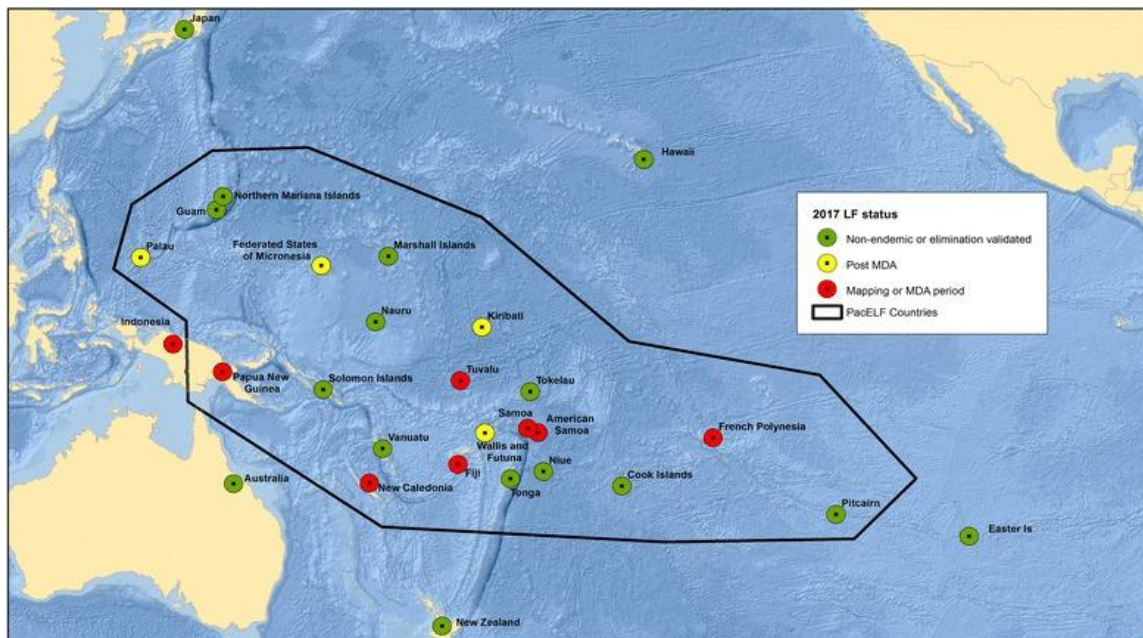 Japan
Hawaii
2017 LF status
Non-endemic or elimination validated
Post MDA
Mapping or MDA period
PacELF Countries
Northern Mariana Islands
Guam
Palau
Federated States
of Micronesia
Marshall Islands
Indonesia
Nauru
Kiribati
Papua New
Guinea
Solomon Islands
Tuvalu
Tokelau
Samoa
American
Samoa
French Polynesia
Vanuatu
Wallis and
Futuna
Fiji
Niue
Australia
New Caledonia
Tonga
Cook Islands
Pitcairn
Easter Is
New Zealand